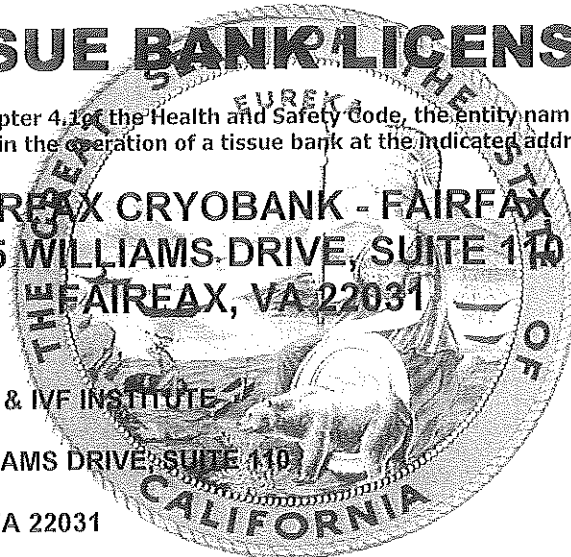 SUE BANK LICENS
pter 4.1 of the Health and Safety Code, the entity nam
in the operation of a tissue bank at the indicated addr
RFAX CRYOBANK - FAIRFAX
5 WILLIAMS DRIVE, SUITE 110
FAIRFAX, VA 22031
& IVF INSTITUTE
AMS DRIVE, SUITE 110
A 22031
THE GREAT SEAL OF THE STATE OF CALIFORNIA
EUREKA